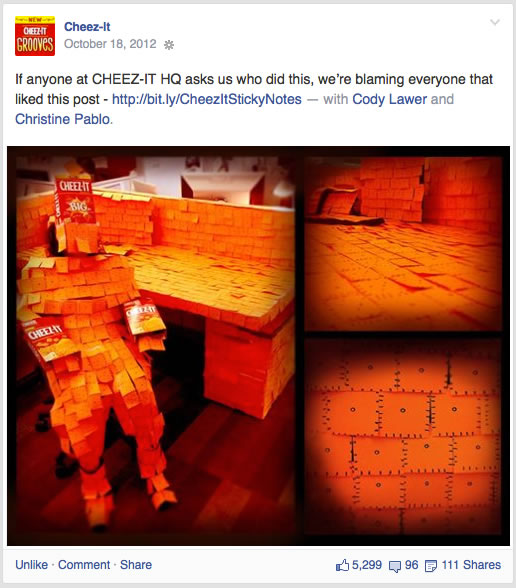 NEW
CHEEZ-IT
GROOVES
Cheez-It
October 18, 2012
If anyone at CHEEZ-IT HQ asks us who did this, we're blaming everyone that
liked this post - http://bit.ly/CheezItStickyNotes — with Cody Lawer and
Christine Pablo.
CHEEZ-IT
BIG
CHEEZ-IT
CHEEZ-IT
Unlike · Comment · Share
5,299
96
111 Shares